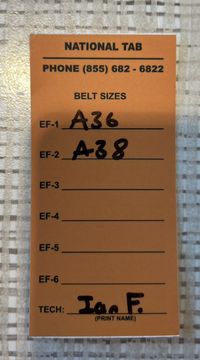 NATIONAL TAB
PHONE (855) 682 - 6822
BELT SIZES
EF-1 A36
EF-2 A38
EF-3
EF-4
EF-5
EF-6
TECH: Ian F.
(PRINT NAME)